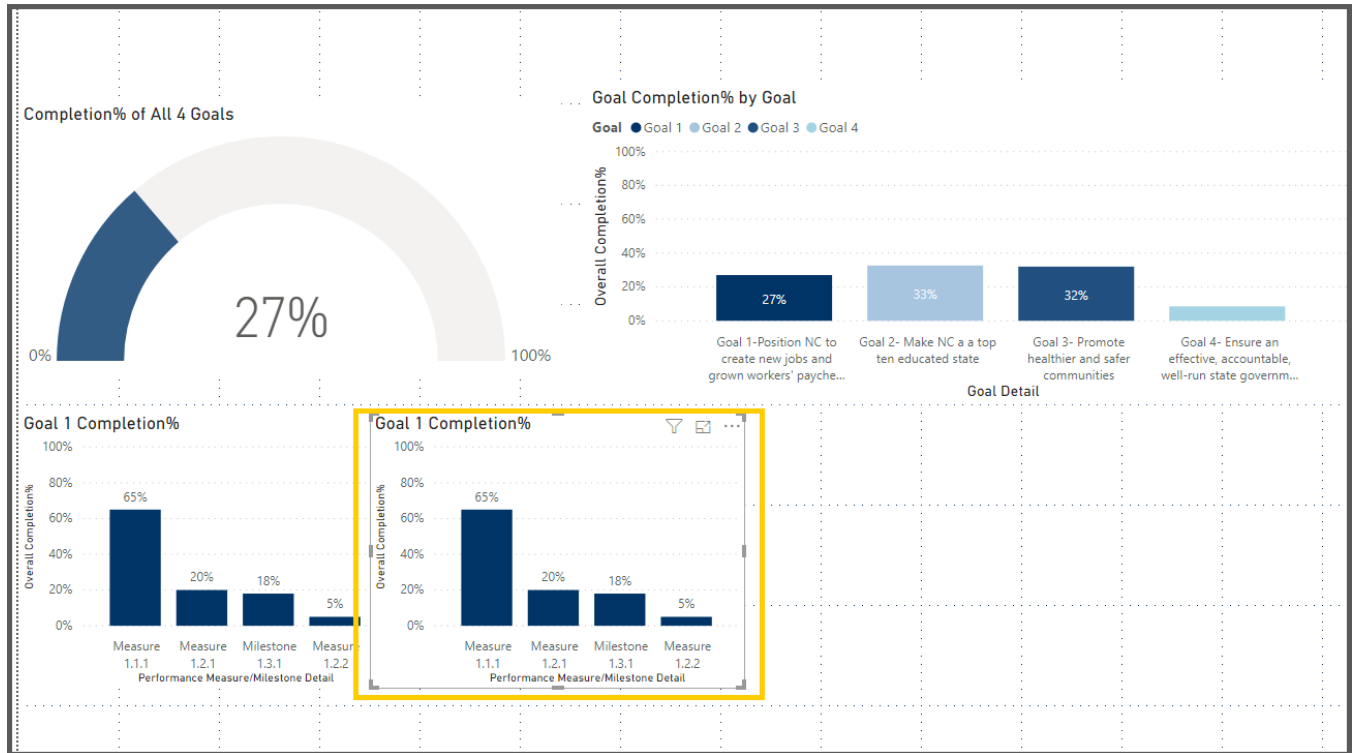 Completion% of All 4 Goals
27%
0%
100%
Goal Completion% by Goal
Goal Goal 1 Goal 2 Goal 3 Goal 4
100%
80%
60%
40%
20%
0%
Overall Completion%
27%
33%
32%
Goal 1-Position NC to
create new jobs and
grown workers' payche...
Goal 2- Make NC a a top
ten educated state
Goal 3- Promote
healthier and safer
communities
Goal 4- Ensure an
effective, accountable,
well-run state governm...
Goal Detail
Goal 1 Completion%
100%
80%
60%
40%
20%
0%
Overall Completion%
65%
20%
18%
5%
Measure
1.1.1
Measure
1.2.1
Milestone
1.3.1
Measure
1.2.2
Performance Measure/Milestone Detail
Goal 1 Completion%
100%
80%
60%
40%
20%
0%
Overall Completion%
65%
20%
18%
5%
Measure
1.1.1
Measure
1.2.1
Milestone
1.3.1
Measure
1.2.2
Performance Measure/Milestone Detail